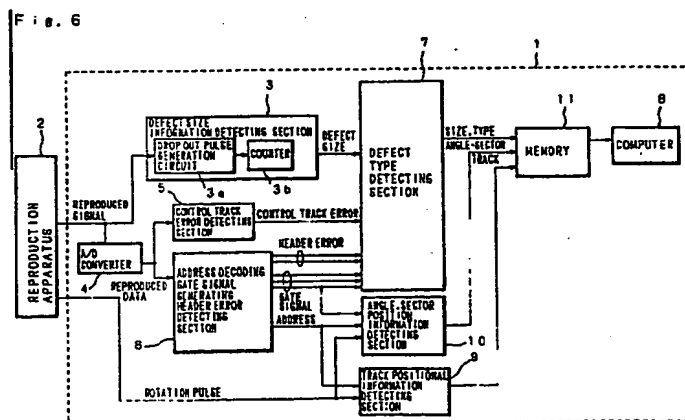 Fig. 6
7
1
2
3
11
8
DEFECT SIZE
INFORMATION DETECTING SECTION
DROP OUT PULSE
GENERATION
CIRCUIT
COUNTER
3a
3b
DEFECT
SIZE
DEFECT
TYPE
DETECTING
SECTION
SIZE, TYPE
ANGLE-SECTOR
TRACK
MEMORY
COMPUTER
REPRODUCTION
APPARATUS
REPRODUCED
SIGNAL
5
CONTROL TRACK
ERROR DETECTING
SECTION
CONTROL TRACK ERROR
A/D
CONVERTER
4
REPRODUCED
DATA
HEADER ERROR
ADDRESS DECODING
GATE SIGNAL
GENERATING
HEADER ERROR
DETECTING
SECTION
6
GATE
SIGNAL
ADDRESS
ANGLE-SECTOR
POSITION
INFORMATION
DETECTING
SECTION
10
9
TRACK POSITIONAL
INFORMATION
DETECTING
SECTION
ROTATION PULSE